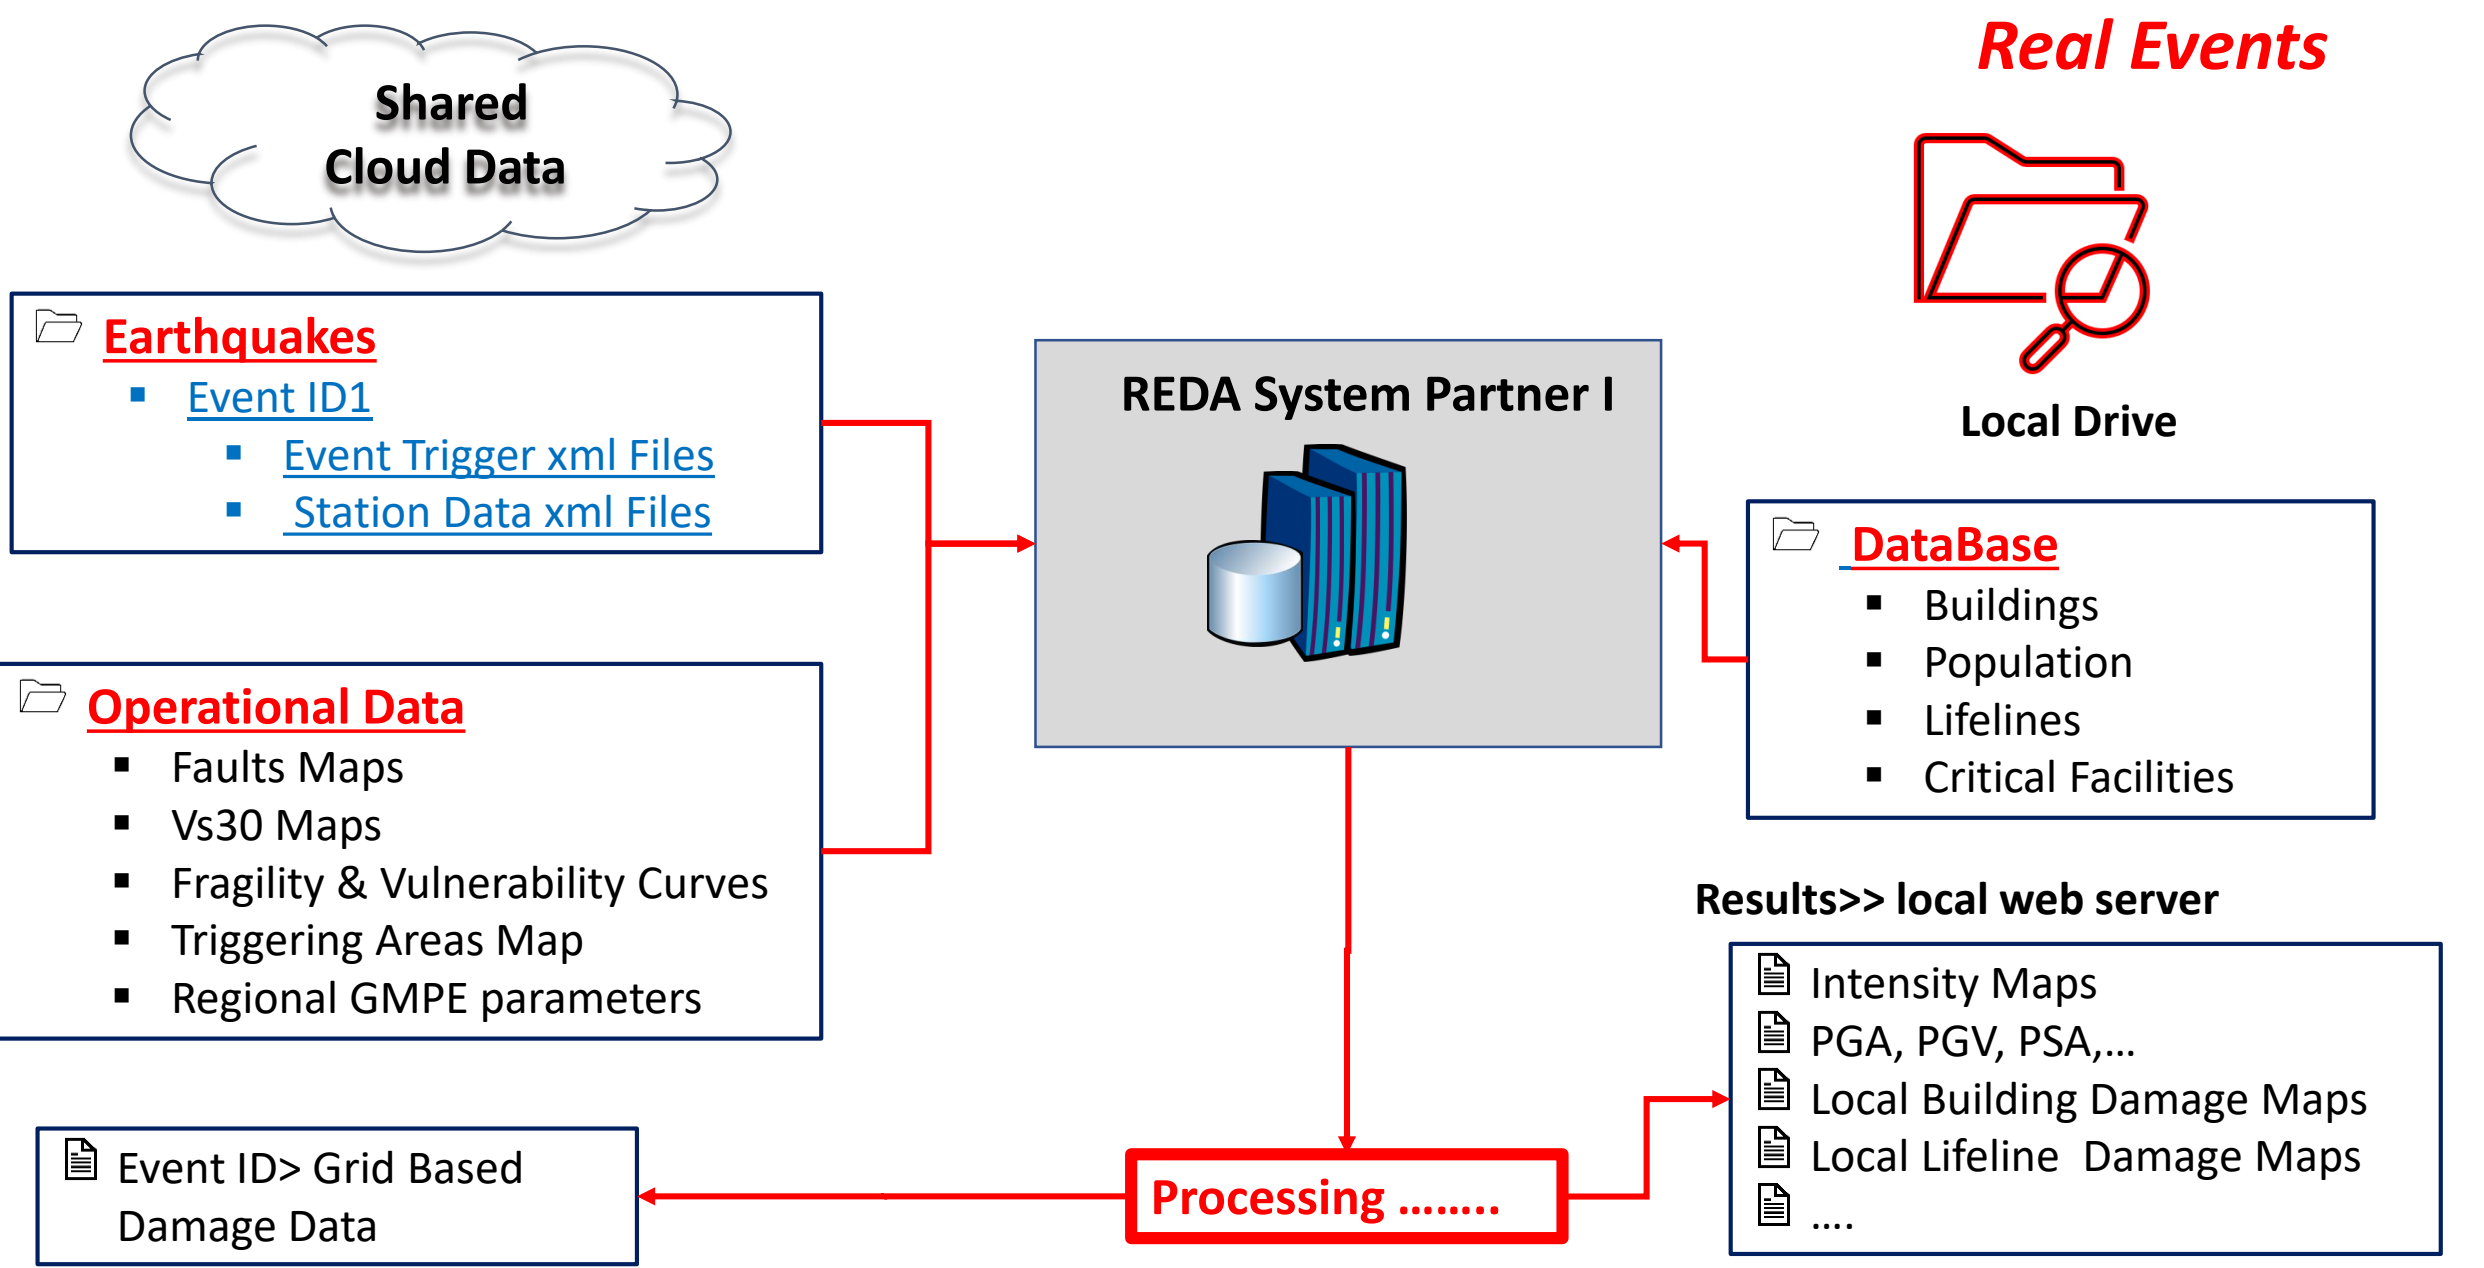 Shared
Cloud Data
Real Events
Earthquakes
Event ID1
Event Trigger xml Files
Station Data xml Files
Operational Data
Faults Maps
Vs30 Maps
Fragility & Vulnerability Curves
Triggering Areas Map
Regional GMPE parameters
Event ID> Grid Based
Damage Data
REDA System Partner I
Processing ........
Local Drive
DataBase
Buildings
Population
Lifelines
Critical Facilities
Results>> local web server
Intensity Maps
PGA, PGV, PSA,...
Local Building Damage Maps
Local Lifeline  Damage Maps
....